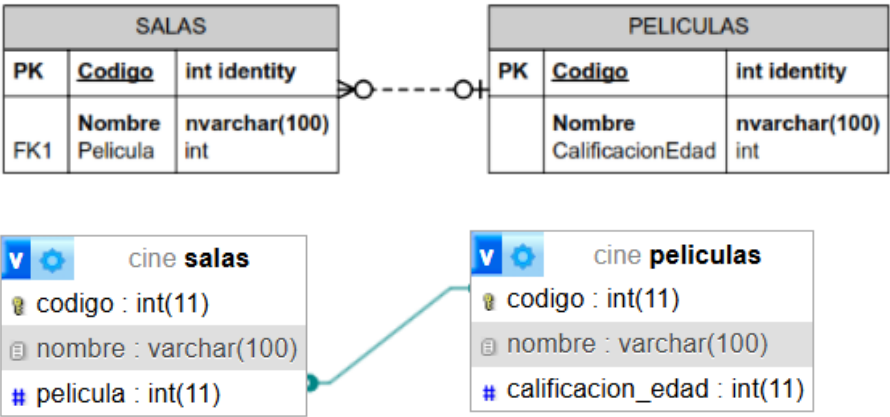 SALAS
PK Codigo int identity
Nombre nvarchar(100)
FK1 Pelicula int
PELICULAS
PK Codigo int identity
Nombre nvarchar(100)
CalificacionEdad int
v cine salas
codigo : int(11)
nombre : varchar(100)
# pelicula : int(11)
v cine peliculas
codigo : int(11)
nombre : varchar(100)
# calificacion_edad : int(11)